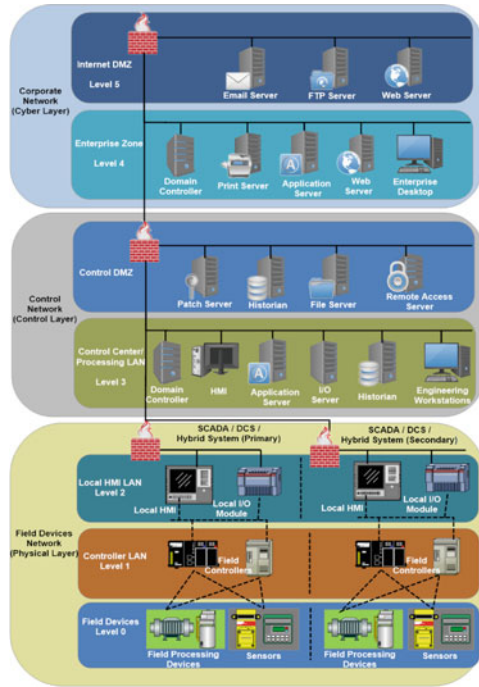 Corporate
Network
(Cyber Layer)
Internet DMZ
Level 5
Email Server
FTP Server
Web Server
Enterprise Zone
Level 4
Domain
Controller
Print Server
Application
Server
Web
Server
Enterprise
Desktop
Control
Network
(Control Layer)
Control DMZ
Patch Server
Historian
File Server
Remote Access
Server
Control Center/
Processing LAN
Level 3
Domain
Controller
HMI
Application
Server
I/O
Server
Historian
Engineering
Workstations
Field Devices
Network
(Physical Layer)
SCADA / DCS /
Hybrid System (Primary)
SCADA / DCS /
Hybrid System (Secondary)
Local HMI LAN
Level 2
Local HMI
Local I/O
Module
Local HMI
Local I/O
Module
Controller LAN
Level 1
Field
Controllers
Field
Controllers
Field Devices
Level 0
Field Processing
Devices
Sensors
Field Processing
Devices
Sensors